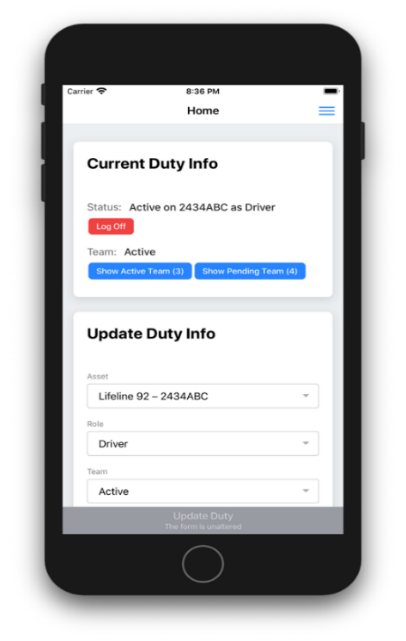 Carrier 8:36 PM
Home
Current Duty Info
Status: Active on 2434ABC as Driver
Log Off
Team: Active
Show Active Team (3) Show Pending Team (4)
Update Duty Info
Asset
Lifeline 92 – 2434ABC
Role
Driver
Team
Active
Update Duty
The form is unaltered